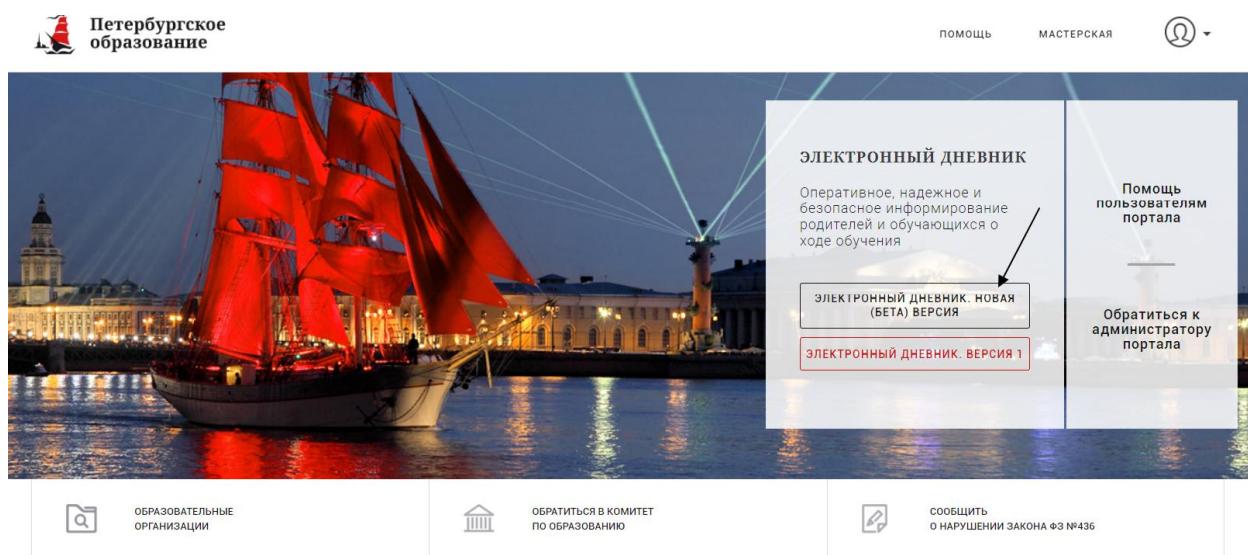 Петербургское
образование
ПОМОЩЬ
МАСТЕРСКАЯ
ЭЛЕКТРОННЫЙ ДНЕВНИК
Оперативное, надежное и
безопасное информирование
родителей и обучающихся о
ходе обучения
ЭЛЕКТРОННЫЙ ДНЕВНИК. НОВАЯ
(БЕТА) ВЕРСИЯ
ЭЛЕКТРОННЫЙ ДНЕВНИК. ВЕРСИЯ 1
Помощь
пользователям
портала
Обратиться к
администратору
портала
ОБРАЗОВАТЕЛЬНЫЕ
ОРГАНИЗАЦИИ
ОБРАТИТЬСЯ В КОМИТЕТ
ПО ОБРАЗОВАНИЮ
СООБЩИТЬ
О НАРУШЕНИИ ЗАКОНА ФЗ №436